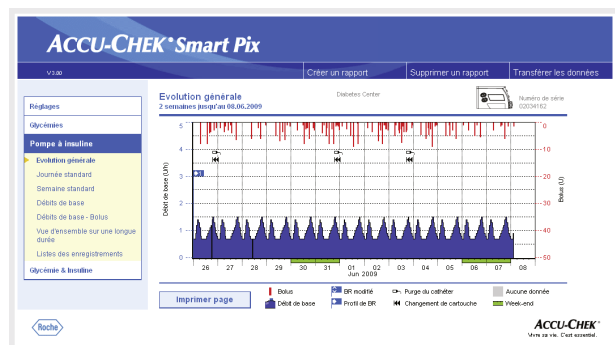 ACCU-CHEK® Smart Pix
V 3.00
Créer un rapport
Supprimer un rapport
Transférer les données
Réglages
Glycémies
Pompe à insuline
Evolution générale
Journée standard
Semaine standard
Débits de base
Débits de base - Bolus
Vue d'ensemble sur une longue
durée
Listes des enregistrements
Glycémie & Insuline
Evolution générale
2 semaines jusqu'au 08.06.2009
Diabetes Center
Numéro de série
02034162
Débit de base (U/h)
5
4
3
2
1
0
Bolus (U)
0
-10
-20
-30
-40
-50
26 27 28 29 30 31 01 02 03 04 05 06 07 08
Jun 2009
Imprimer page
Bolus
BR modifié
Purge du cathéter
Aucune donnée
Débit de base
Profil de BR
Changement de cartouche
Week-end
Roche
ACCU-CHEK®
Vivre sa vie. C'est essentiel.